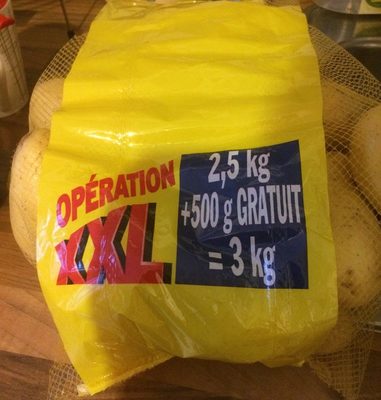 OPÉRATION
XXL
2,5 kg
+500 g GRATUIT
= 3 kg